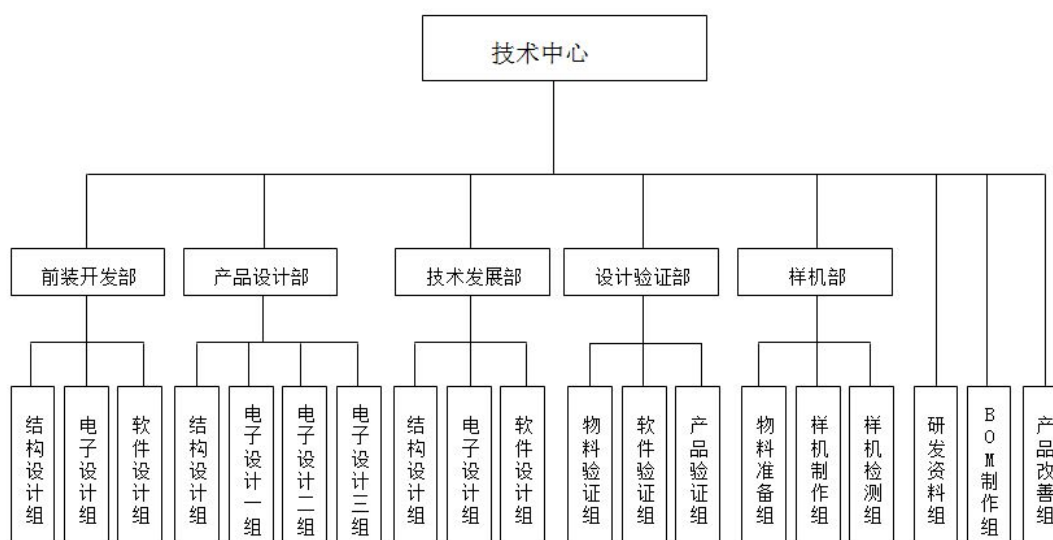 技术中心
前装开发部
产品设计部
技术发展部
设计验证部
样机部
结构设计组
电子设计组
软件设计组
结构设计组
电子设计一组
电子设计二组
电子设计三组
结构设计组
电子设计组
软件设计组
物料验证组
软件验证组
产品验证组
物料准备组
样机制作组
样机检测组
研发资料组
BOM制作组
产品改善组